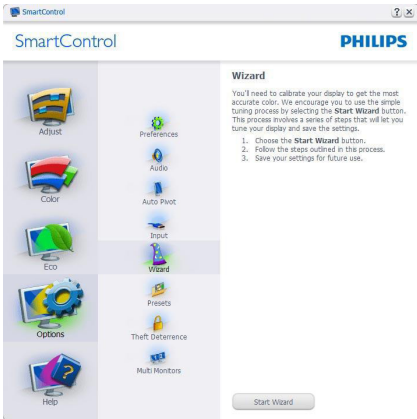 SmartControl
? x
SmartControl
PHILIPS
Adjust
Color
Eco
Options
Help
Preferences
Audio
Auto Pivot
Input
Wizard
Presets
Theft Deterrence
Multi Monitors
Wizard
You'll need to calibrate your display to get the most
accurate color. We encourage you to use the simple
tuning process by selecting the Start Wizard button.
This process involves a series of steps that will let you
tune your display and save the settings.
1. Choose the Start Wizard button.
2. Follow the steps outlined in this process.
3. Save your settings for future use.
Start Wizard